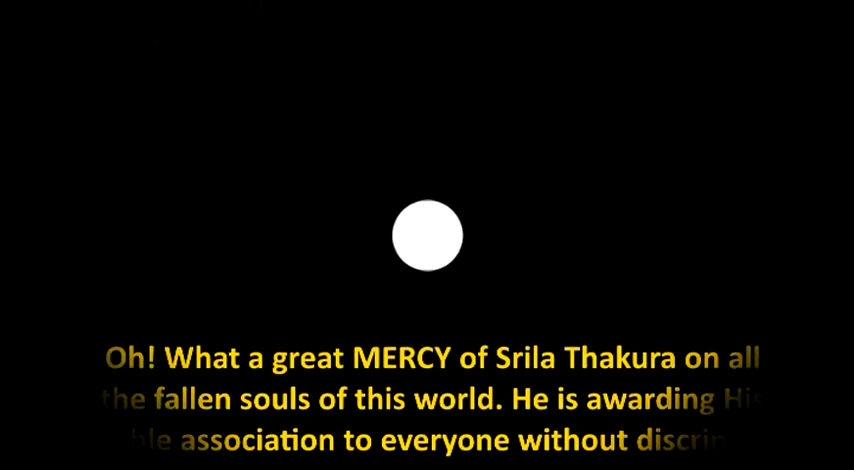 Oh! What a great MERCY of Srila Thakura on all
the fallen souls of this world. He is awarding His
association to everyone without